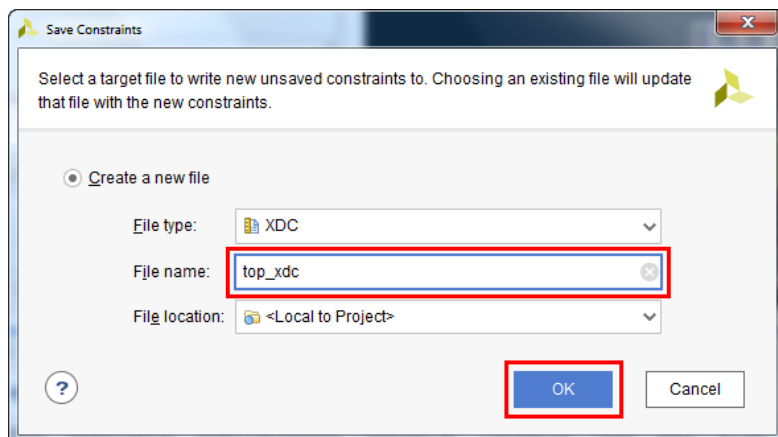 Save Constraints
Select a target file to write new unsaved constraints to. Choosing an existing file will update
that file with the new constraints.
Create a new file
File type: XDC
File name: top_xdc
File location: <Local to Project>
? OK Cancel